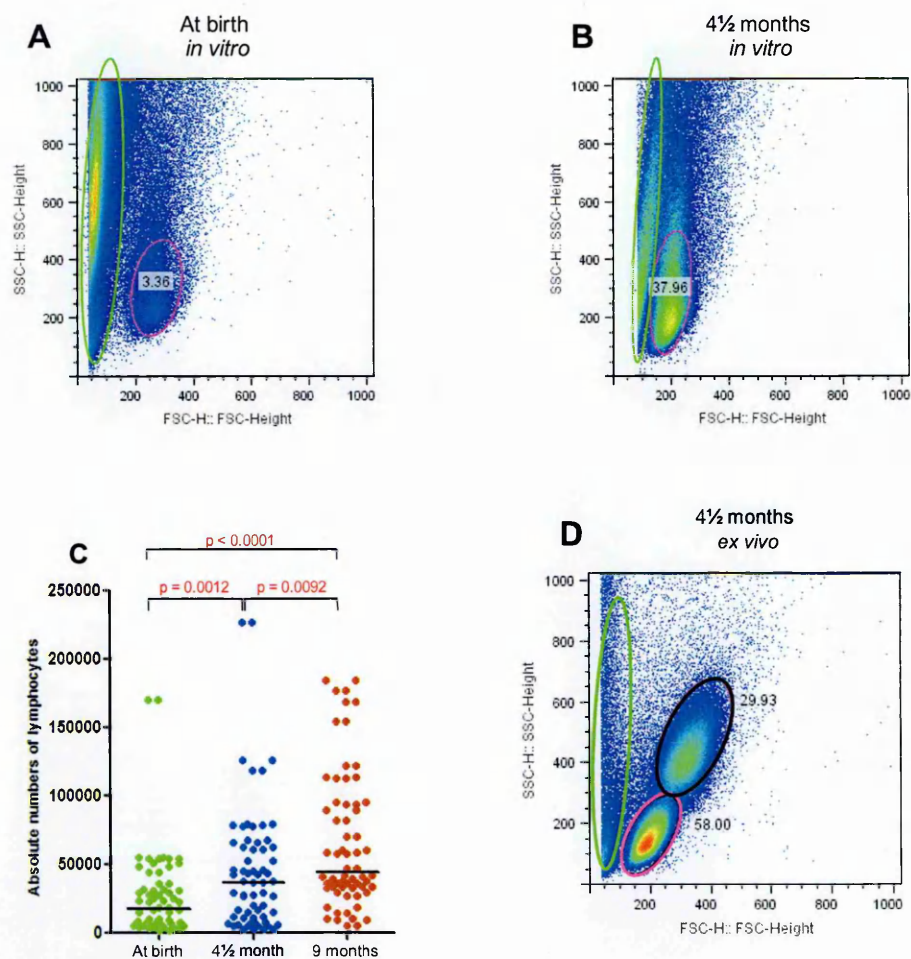 A
At birth
in vitro
1000
800
600
400
200
3.36
200 400 600 800 1000
SSC-H:: SSC-Height
FSC-H:: FSC-Height
B
4½ months
in vitro
1000
800
600
400
200
37.96
200 400 600 800 1000
SSC-H:: SSC-Height
FSC-H:: FSC-Height
C
p < 0.0001
p = 0.0012
p = 0.0092
250000
200000
150000
100000
50000
0
Absolute numbers of lymphocytes
At birth 4½ month 9 months
D
4½ months
ex vivo
1000
800
600
400
200
29.93
58.00
200 400 600 800 1000
SSC-H:: SSC-Height
FSC-H:: FSC-Height